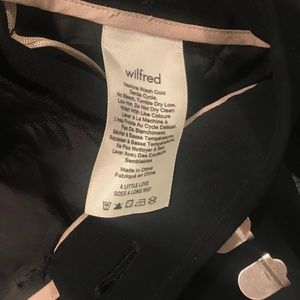 wilfred
Machine Wash Cold
Gentle Cycle,
No Bleach, Tumble Dry Low,
Low Iron, Do Not Dry Clean
Wash With Like Colours
Laver À La Machine à
L'eau Froide Au Cycle Délicat,
Pas De Blanchiment,
Sécher à Basse Température,
Repasser à Basse Température,
Ne Pas Nettoyer À Sec
Laver Avec Des Couleurs
Semblables
Made in China
Fabriqué en Chine
A LITTLE LOVE
GOES A LONG WAY